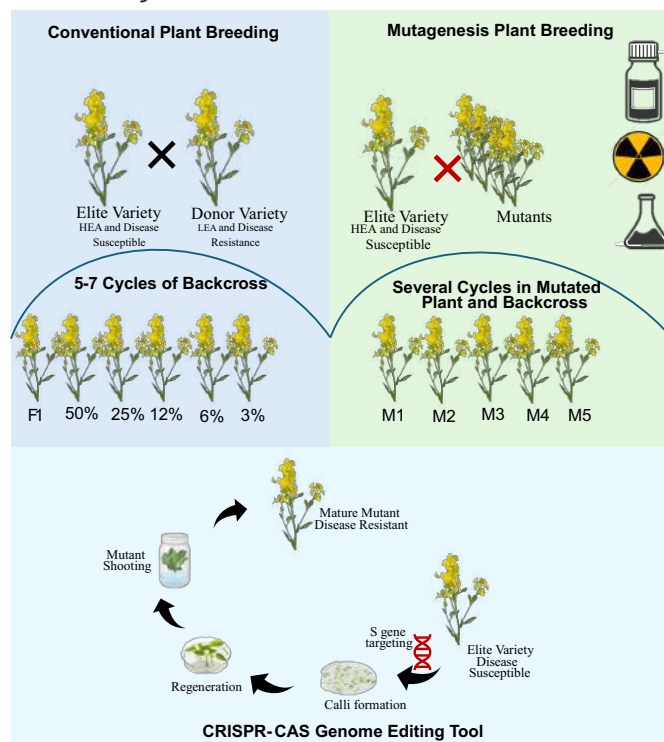 Conventional Plant Breeding
Elite Variety
HEA and Disease
Susceptible
Donor Variety
LEA and Disease
Resistance
5-7 Cycles of Backcross
F1 50% 25% 12% 6% 3%
Mutagenesis Plant Breeding
Elite Variety
HEA and Disease
Susceptible
Mutants
Several Cycles in Mutated
Plant and Backcross
M1 M2 M3 M4 M5
Mature Mutant
Disease Resistant
Mutant
Shooting
S gene
targeting
Elite Variety
Disease
Susceptible
Regeneration
Calli formation
CRISPR-CAS Genome Editing Tool